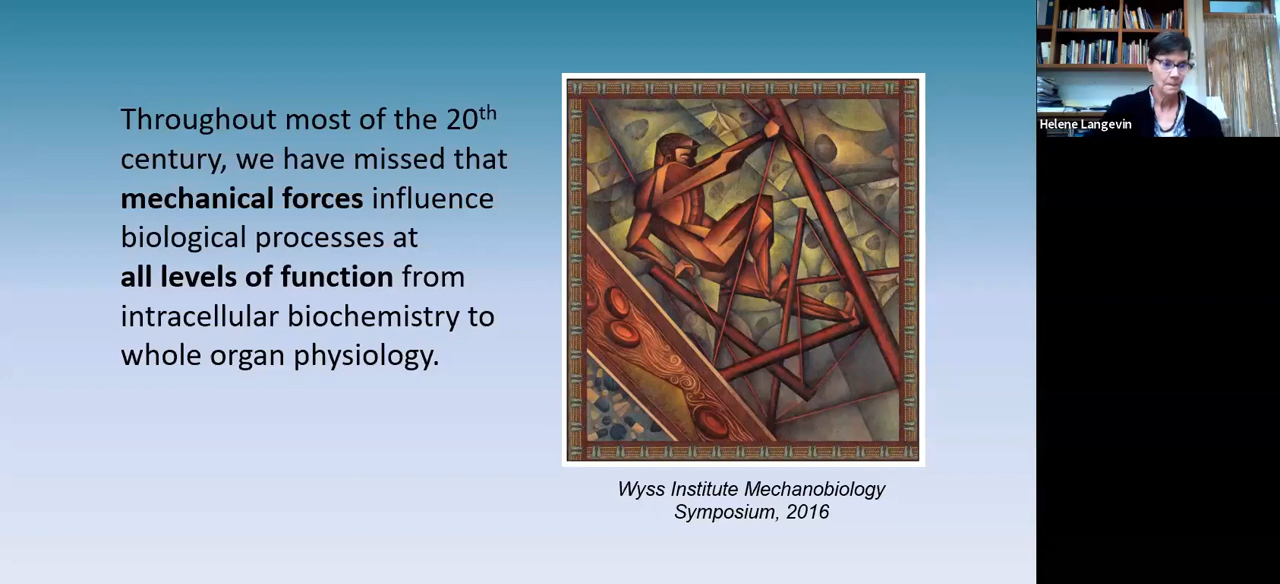 Throughout most of the 20th
century, we have missed that
mechanical forces influence
biological processes at
all levels of function from
intracellular biochemistry to
whole organ physiology.
Wyss Institute Mechanobiology
Symposium, 2016
Helene Langevin